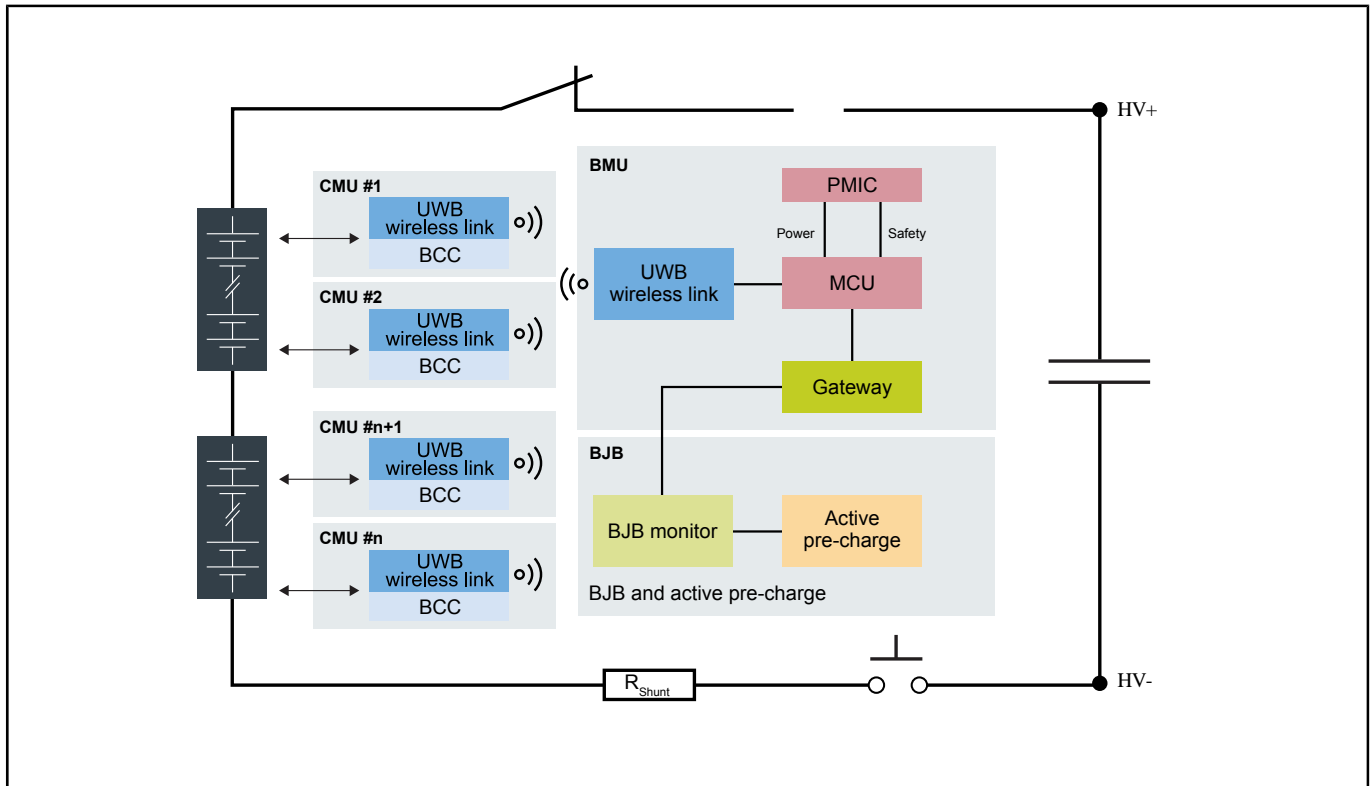 HV+
CMU #1
UWB
wireless link
BCC
CMU #2
UWB
wireless link
BCC
CMU #n+1
UWB
wireless link
BCC
CMU #n
UWB
wireless link
BCC
BMU
PMIC
Power
Safety
UWB
wireless link
MCU
Gateway
BJB
BJB monitor
Active
pre-charge
BJB and active pre-charge
RShunt
HV-